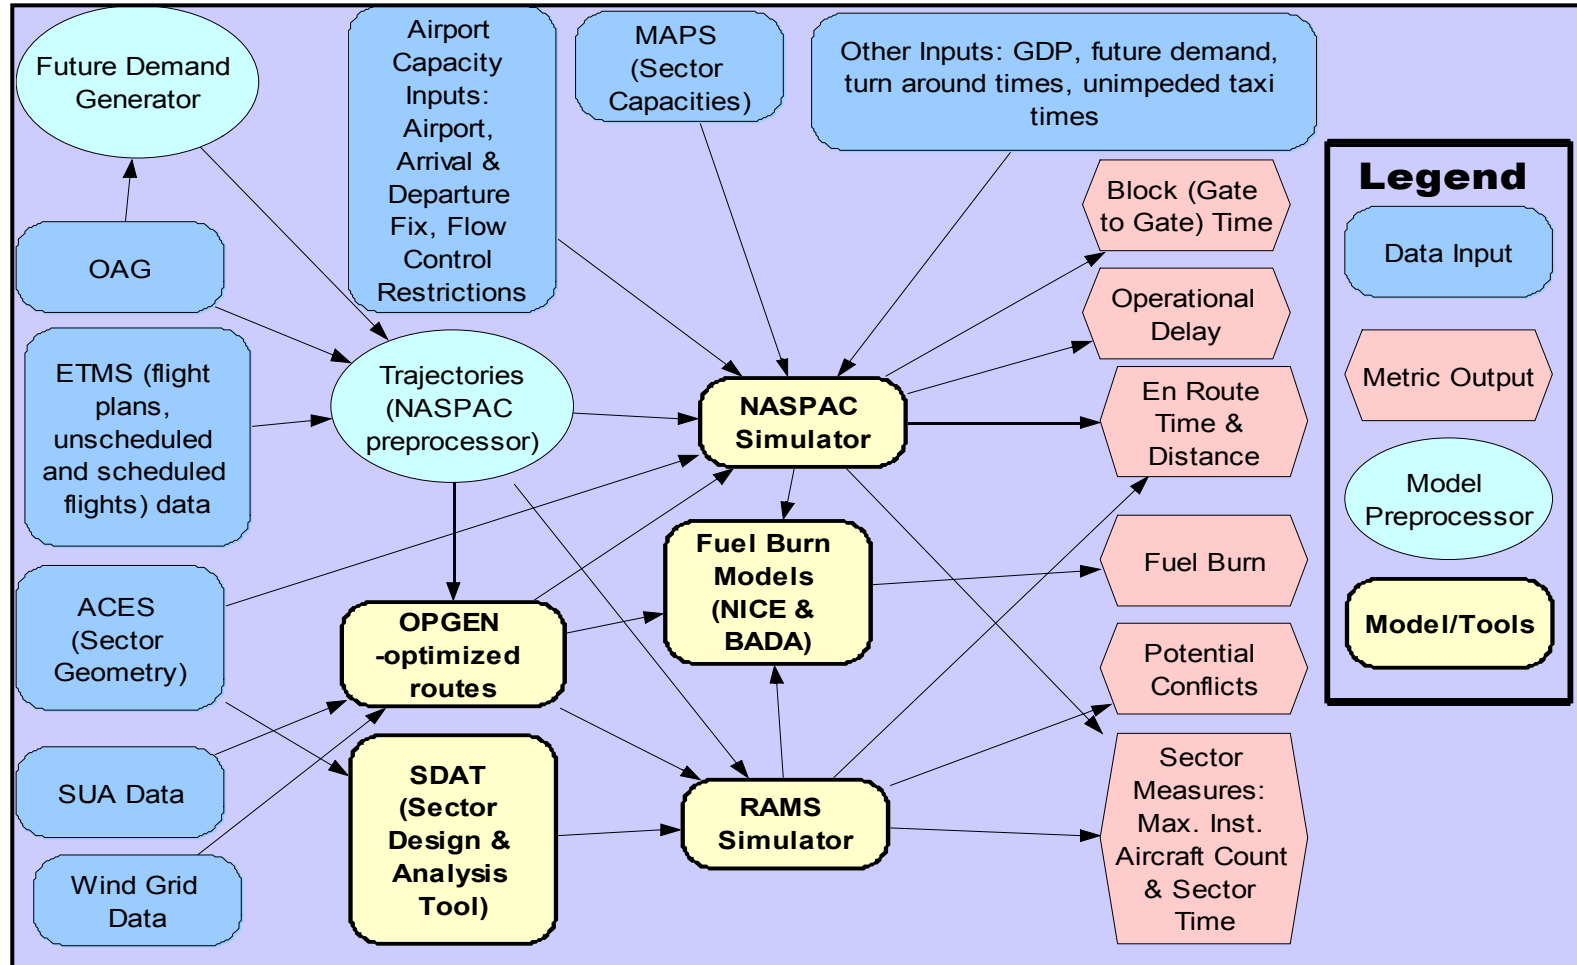 Future Demand
Generator
OAG
ETMS (flight
plans,
unscheduled
and scheduled
flights) data
ACES
(Sector
Geometry)
SUA Data
Wind Grid
Data
Airport
Capacity
Inputs:
Airport,
Arrival &
Departure
Fix, Flow
Control
Restrictions
Trajectories
(NASPAC
preprocessor)
OPGEN
-optimized
routes
SDAT
(Sector
Design &
Analysis
Tool)
MAPS
(Sector
Capacities)
Other Inputs: GDP, future demand,
turn around times, unimpeded taxi
times
NASPAC
Simulator
Fuel Burn
Models
(NICE &
BADA)
RAMS
Simulator
Block (Gate
to Gate) Time
Operational
Delay
En Route
Time &
Distance
Fuel Burn
Potential
Conflicts
Sector
Measures:
Max. Inst.
Aircraft Count
& Sector
Time
Legend
Data Input
Metric Output
Model
Preprocessor
Model/Tools